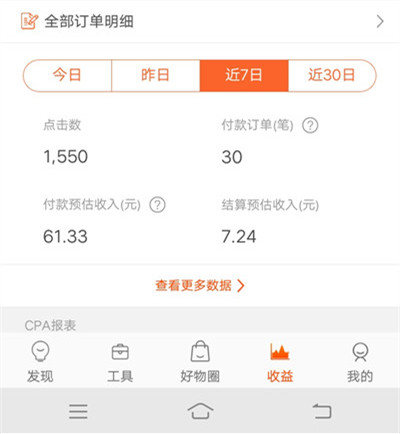 全部订单明细
今日 昨日 近7日 近30日
点击数 付款订单(笔) ?
1,550 30
付款预估收入(元) ? 结算预估收入(元)
61.33 7.24
查看更多数据
CPA报表
发现 工具 好物圈 收益 我的